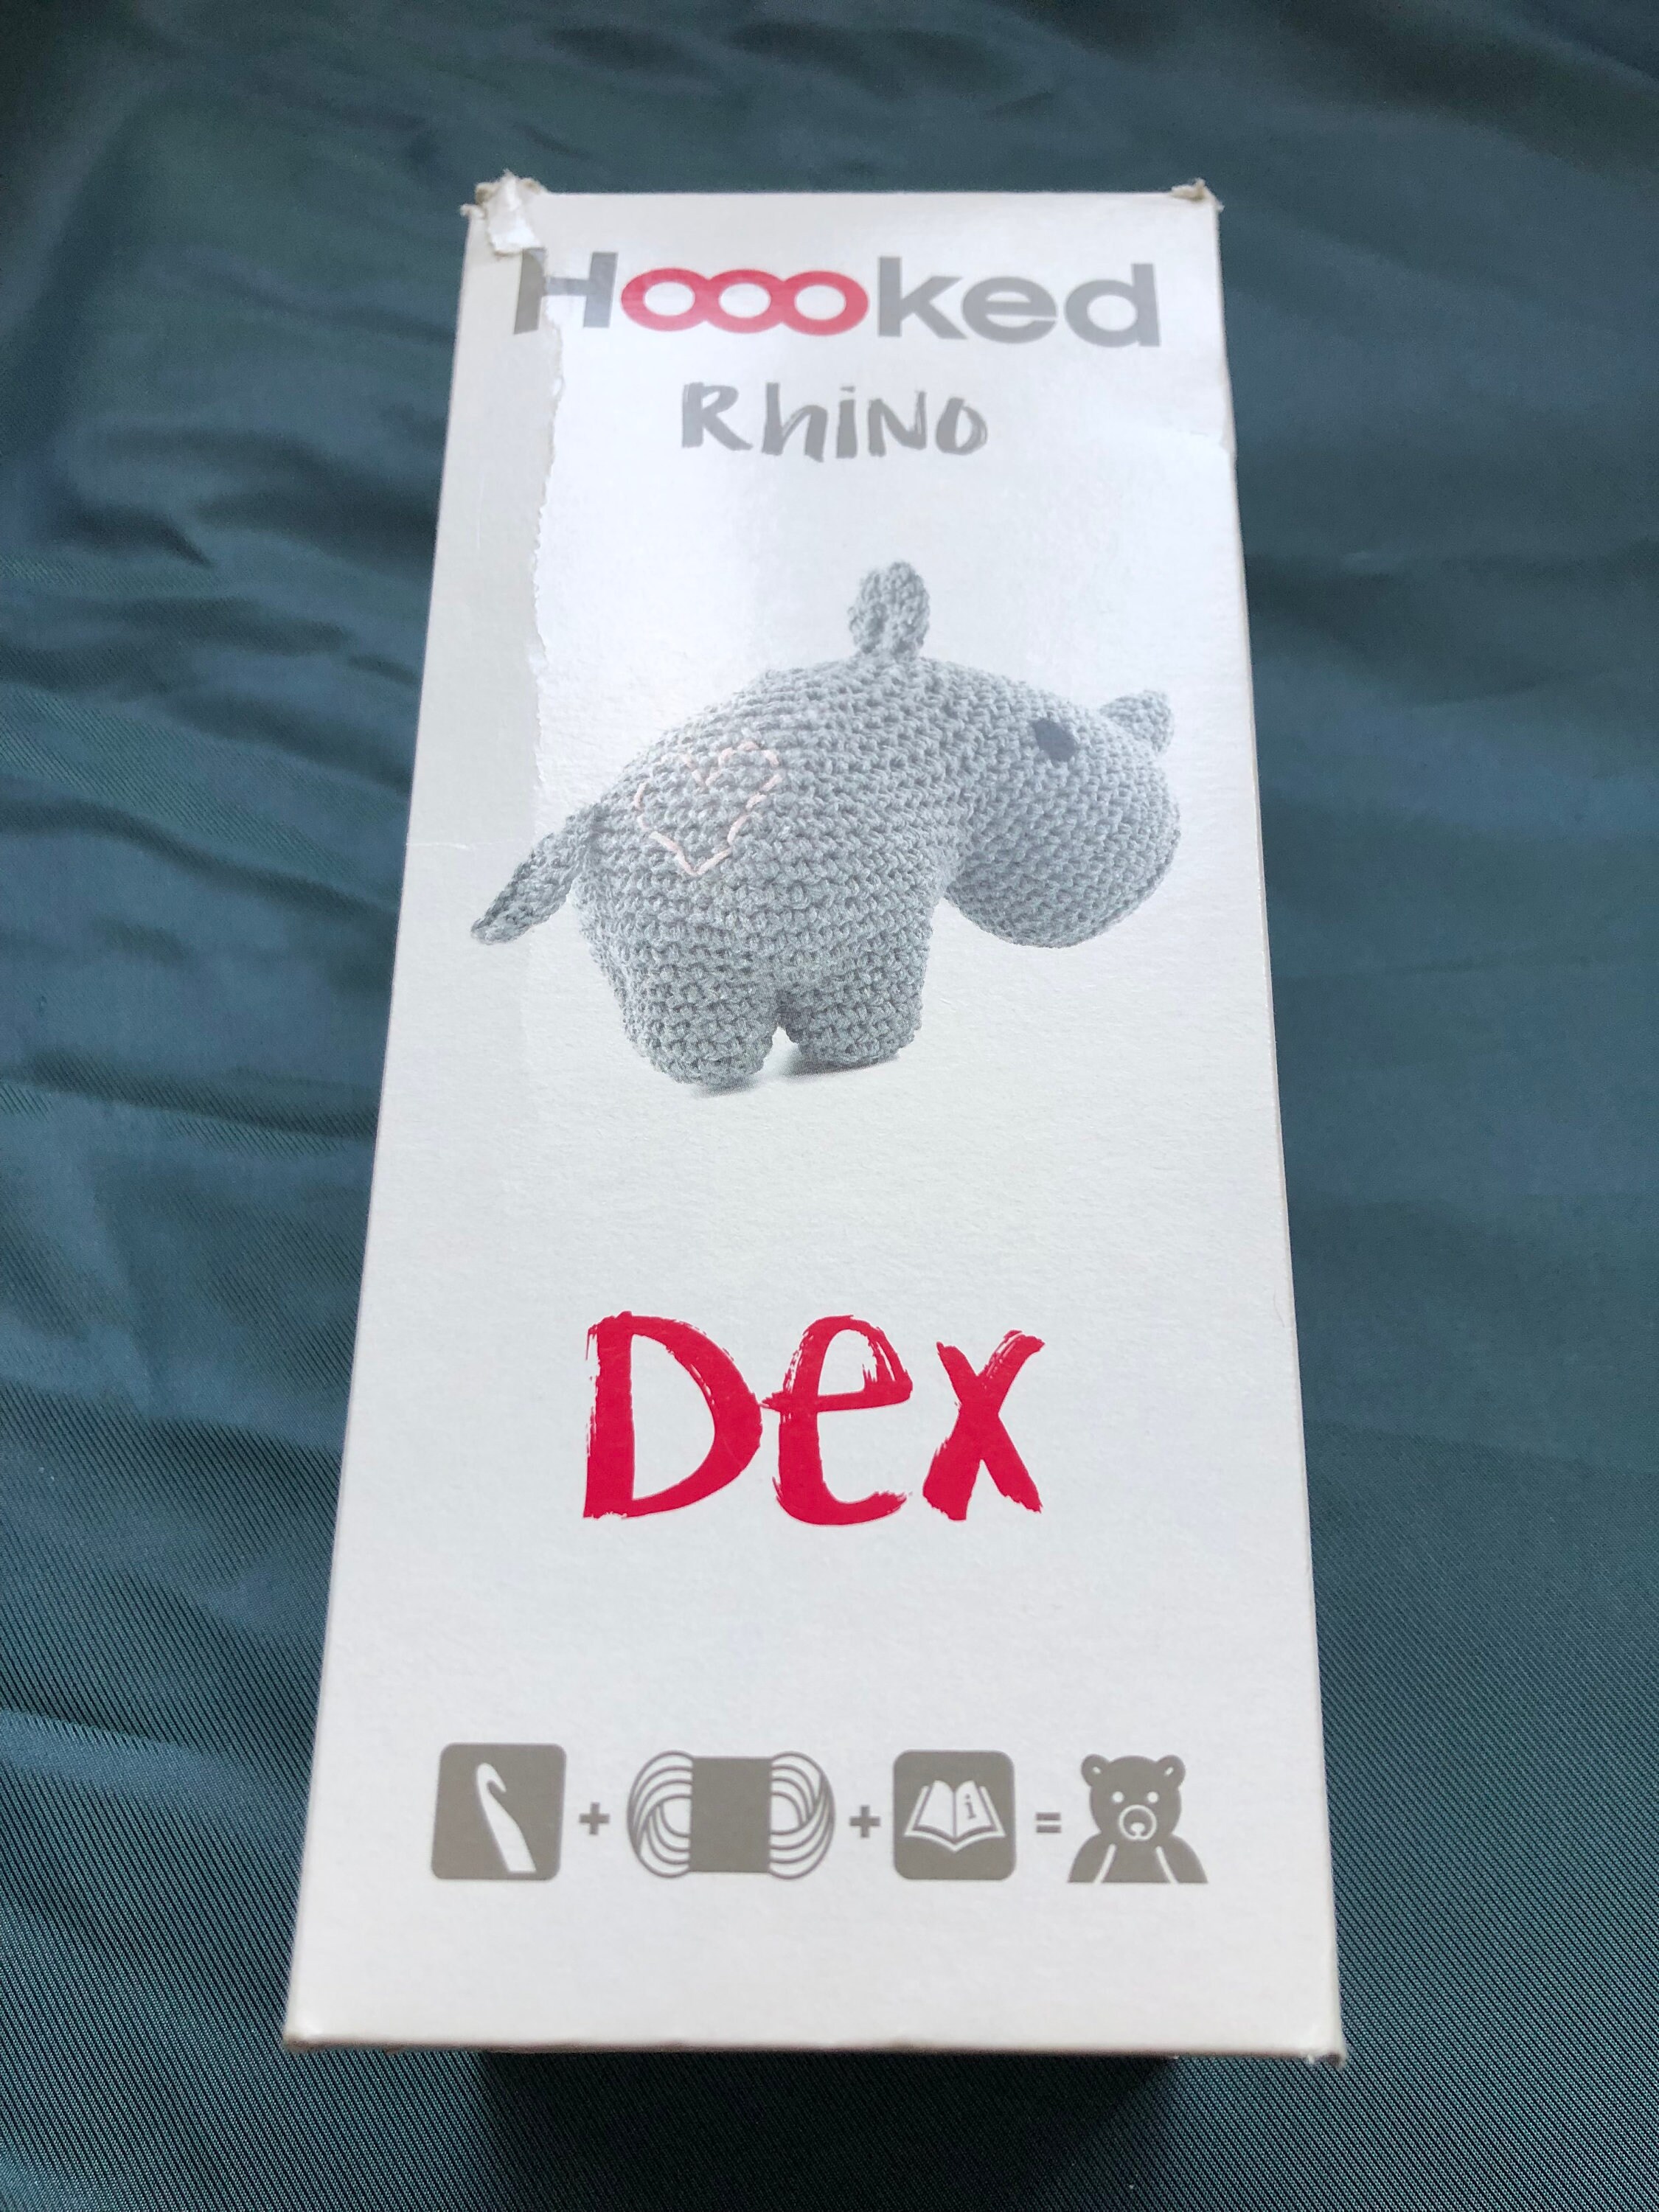 Hoooked
RhiNo
Dex
+ + =
i